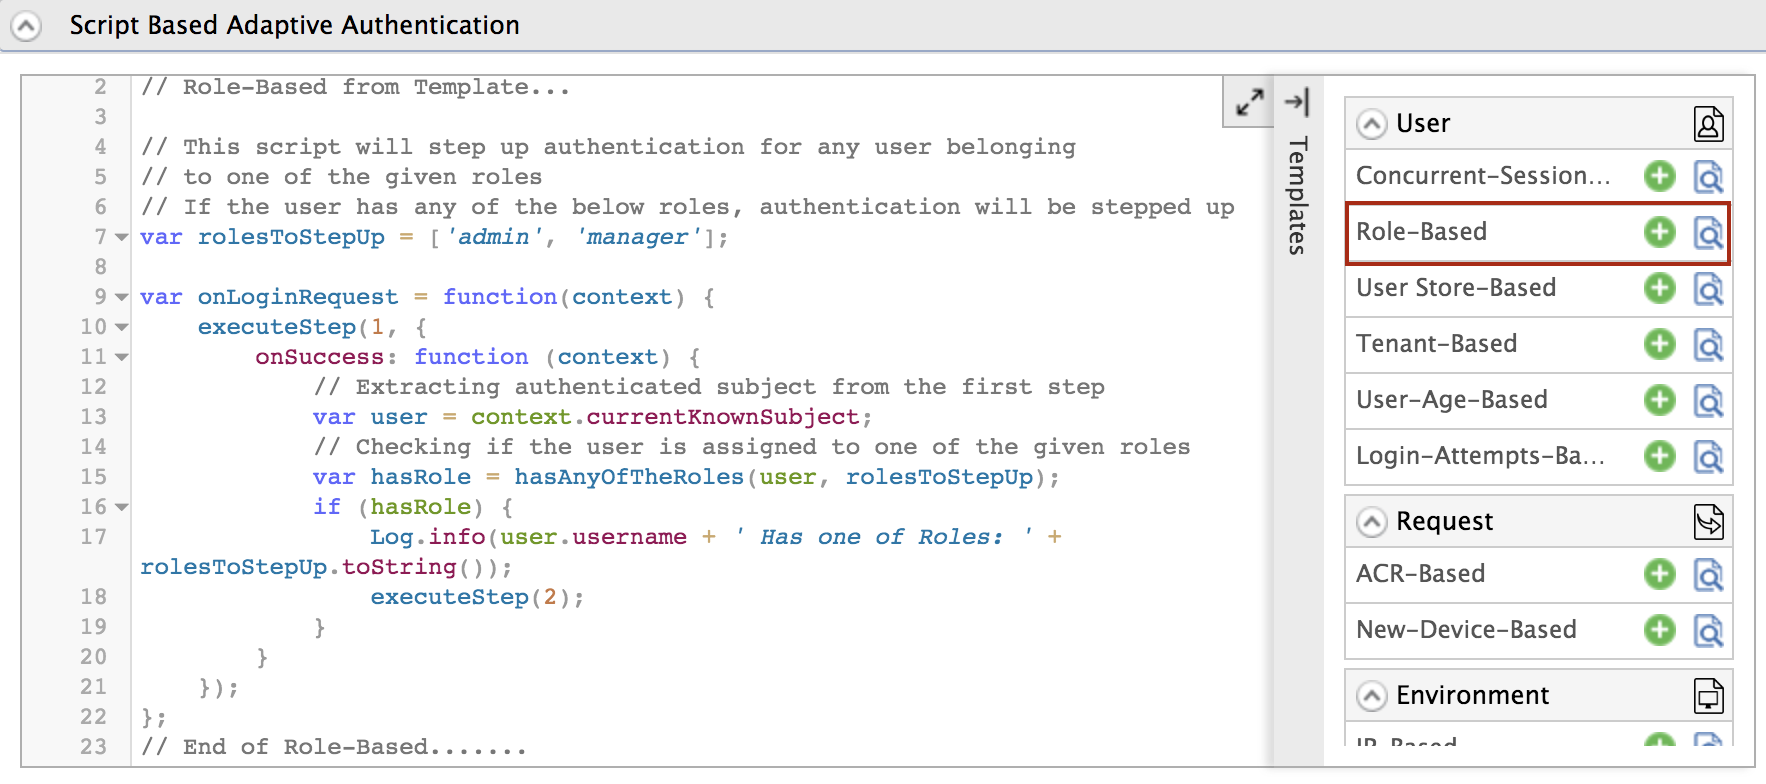 Script Based Adaptive Authentication
2 // Role-Based from Template...
3
4 // This script will step up authentication for any user belonging
5 // to one of the given roles
6 // If the user has any of the below roles, authentication will be stepped up
7 var rolesToStepUp = ['admin', 'manager'];
8
9 var onLoginRequest = function(context) {
10 executeStep(1, {
11 onSuccess: function (context) {
12 // Extracting authenticated subject from the first step
13 var user = context.currentKnownSubject;
14 // Checking if the user is assigned to one of the given roles
15 var hasRole = hasAnyOfTheRoles(user, rolesToStepUp);
16 if (hasRole) {
17 Log.info(user.username + ' Has one of Roles: ' +
rolesToStepUp.toString());
18 executeStep(2);
19 }
20 }
21 });
22 };
23 // End of Role-Based.......
Templates
User
Concurrent-Session...
Role-Based
User Store-Based
Tenant-Based
User-Age-Based
Login-Attempts-Ba...
Request
ACR-Based
New-Device-Based
Environment
IP-Based